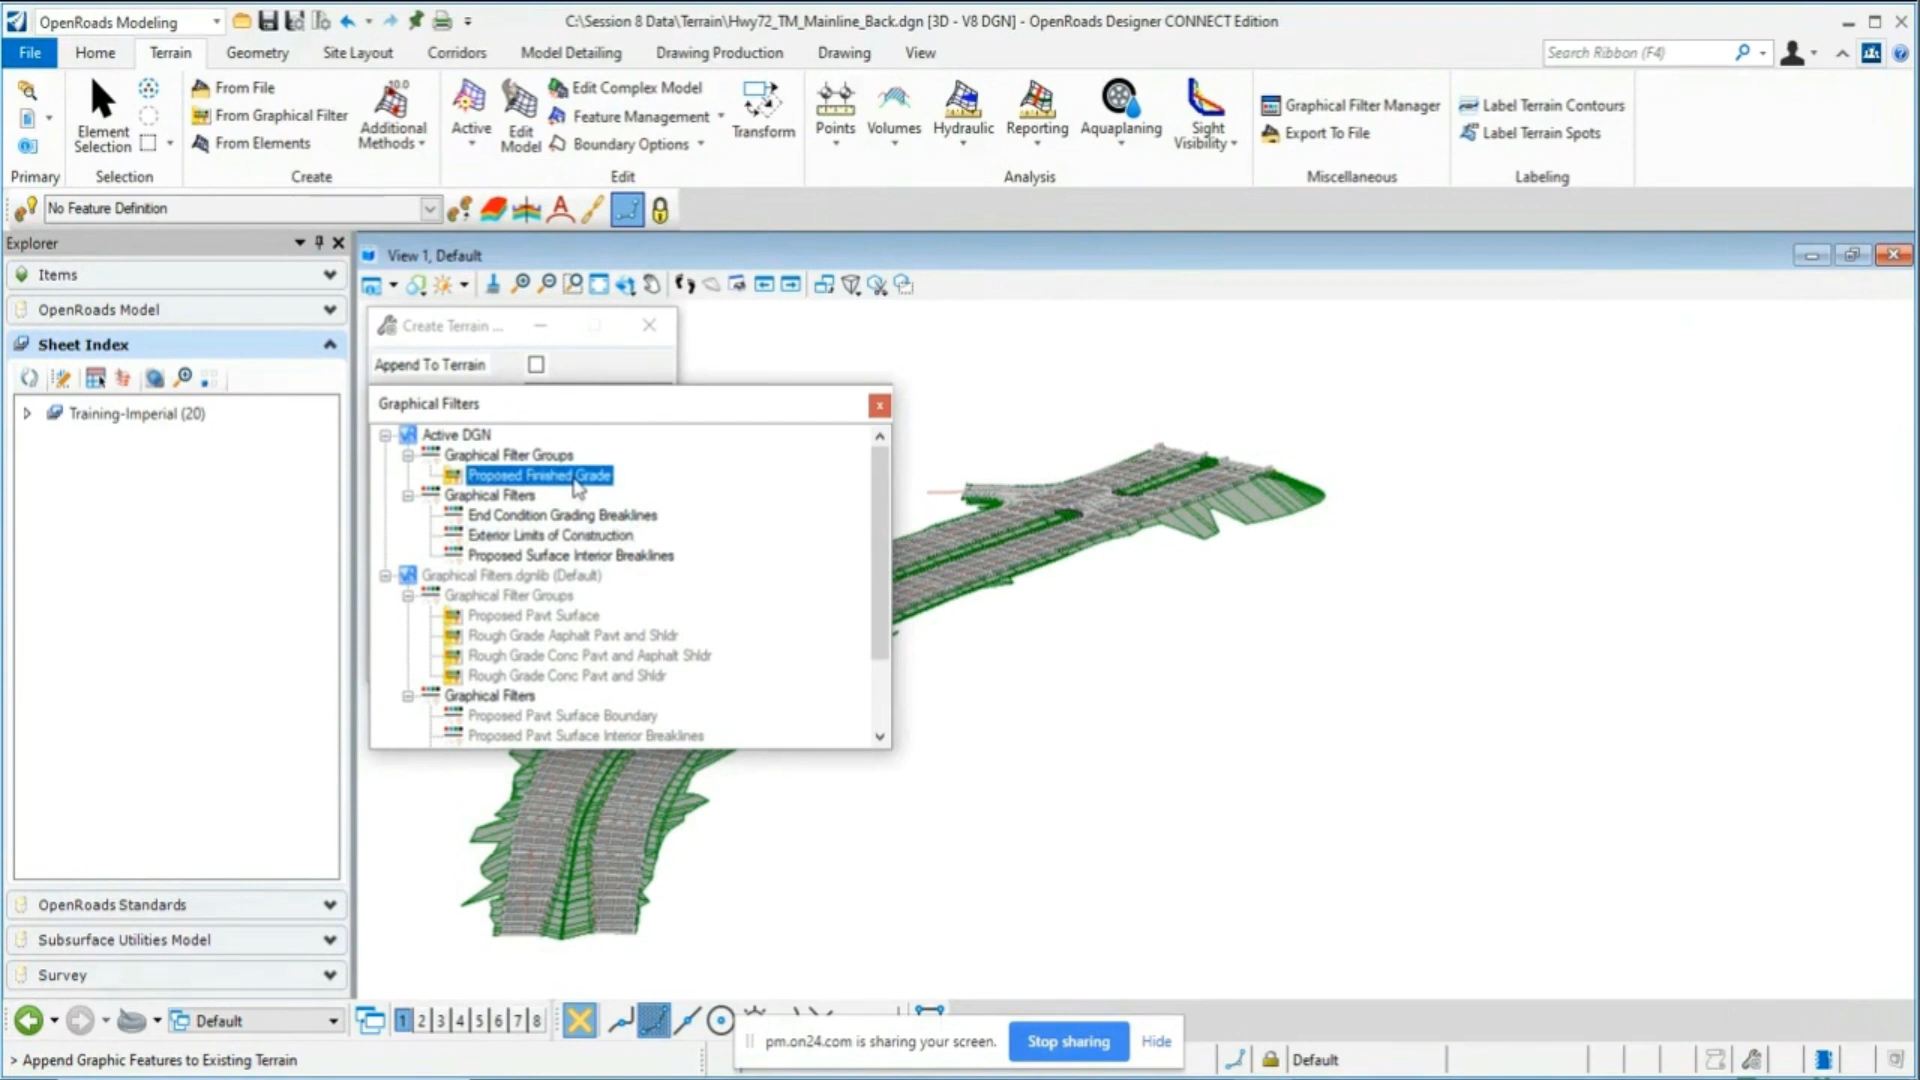 OpenRoads Modeling
C:\Session 8 Data\Terrain\Hwy72_TM_Mainline_Back.dgn [3D - V8 DGN] - OpenRoads Designer CONNECT Edition
File Home Terrain Geometry Site Layout Corridors Model Detailing Drawing Production Drawing View
Search Ribbon (F4)
Element Selection
From File
From Graphical Filter
From Elements
Additional Methods
Active
Edit Model
Edit Complex Model
Feature Management
Boundary Options
Transform
Points
Volumes
Hydraulic
Reporting
Aquaplaning
Sight Visibility
Graphical Filter Manager
Export To File
Label Terrain Contours
Label Terrain Spots
Primary Selection Create Edit Analysis Miscellaneous Labeling
No Feature Definition
Explorer
View 1, Default
Items
OpenRoads Model
Sheet Index
Training-Imperial (20)
OpenRoads Standards
Subsurface Utilities Model
Survey
Create Terrain ...
Append To Terrain
Graphical Filters
Active DGN
Graphical Filter Groups
Proposed Finished Grade
Graphical Filters
End Condition Grading Breaklines
Exterior Limits of Construction
Proposed Surface Interior Breaklines
Graphical Filters.dgnlib (Default)
Graphical Filter Groups
Proposed Pavt Surface
Rough Grade Asphalt Pavt and Shldr
Rough Grade Conc Pavt and Asphalt Shldr
Rough Grade Conc Pavt and Shldr
Graphical Filters
Proposed Pavt Surface Boundary
Proposed Pavt Surface Interior Breaklines
Default
1 2 3 4 5 6 7 8
pm.on24.com is sharing your screen.
Stop sharing
Hide
> Append Graphic Features to Existing Terrain
Default